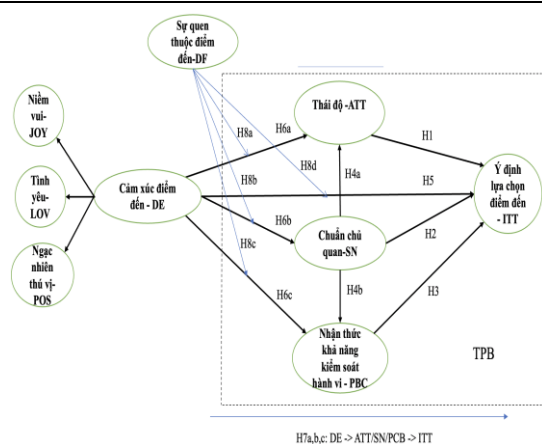 Sự quen
thuộc điểm
đến-DF
Niềm
vui-JOY
Thái độ -ATT
H8a
H6a
H1
H8d
Tình
yêu-LOV
Cảm xúc điểm
đến - DE
H8b
H4a
H5
Ý định
lựa chọn
điểm đến
- ITT
H6b
Chuẩn chủ
quan-SN
H2
H8c
Ngạc
nhiên
thú vị-
POS
H6c
H4b
H3
Nhận thức
khả năng
kiểm soát
hành vi - PBC
TPB
H7a,b,c: DE -> ATT/SN/PCB -> ITT